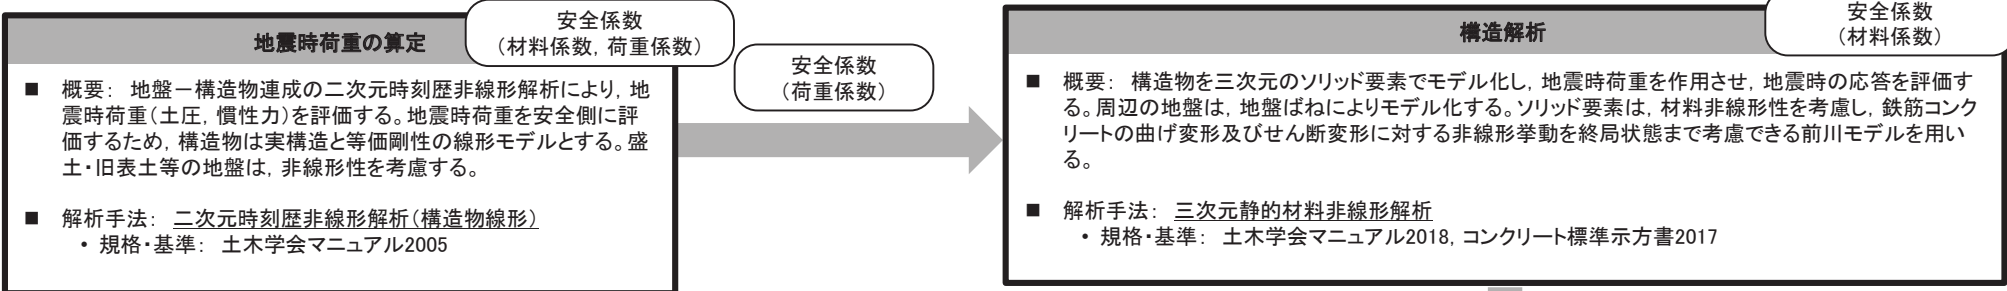 地震時荷重の算定
安全係数
（材料係数，荷重係数）
■ 概要： 地盤－構造物連成の二次元時刻歴非線形解析により，地
震時荷重（土圧，慣性力）を評価する。地震時荷重を安全側に評
価するため，構造物は実構造と等価剛性の線形モデルとする。盛
土・旧表土等の地盤は，非線形性を考慮する。
■ 解析手法： 二次元時刻歴非線形解析（構造物線形）
• 規格・基準： 土木学会マニュアル2005
安全係数
（荷重係数）
構造解析
安全係数
（材料係数）
■ 概要： 構造物を三次元のソリッド要素でモデル化し，地震時荷重を作用させ，地震時の応答を評価す
る。周辺の地盤は，地盤ばねによりモデル化する。ソリッド要素は，材料非線形性を考慮し，鉄筋コンク
リートの曲げ変形及びせん断変形に対する非線形挙動を終局状態まで考慮できる前川モデルを用い
る。
■ 解析手法： 三次元静的材料非線形解析
• 規格・基準： 土木学会マニュアル2018，コンクリート標準示方書2017